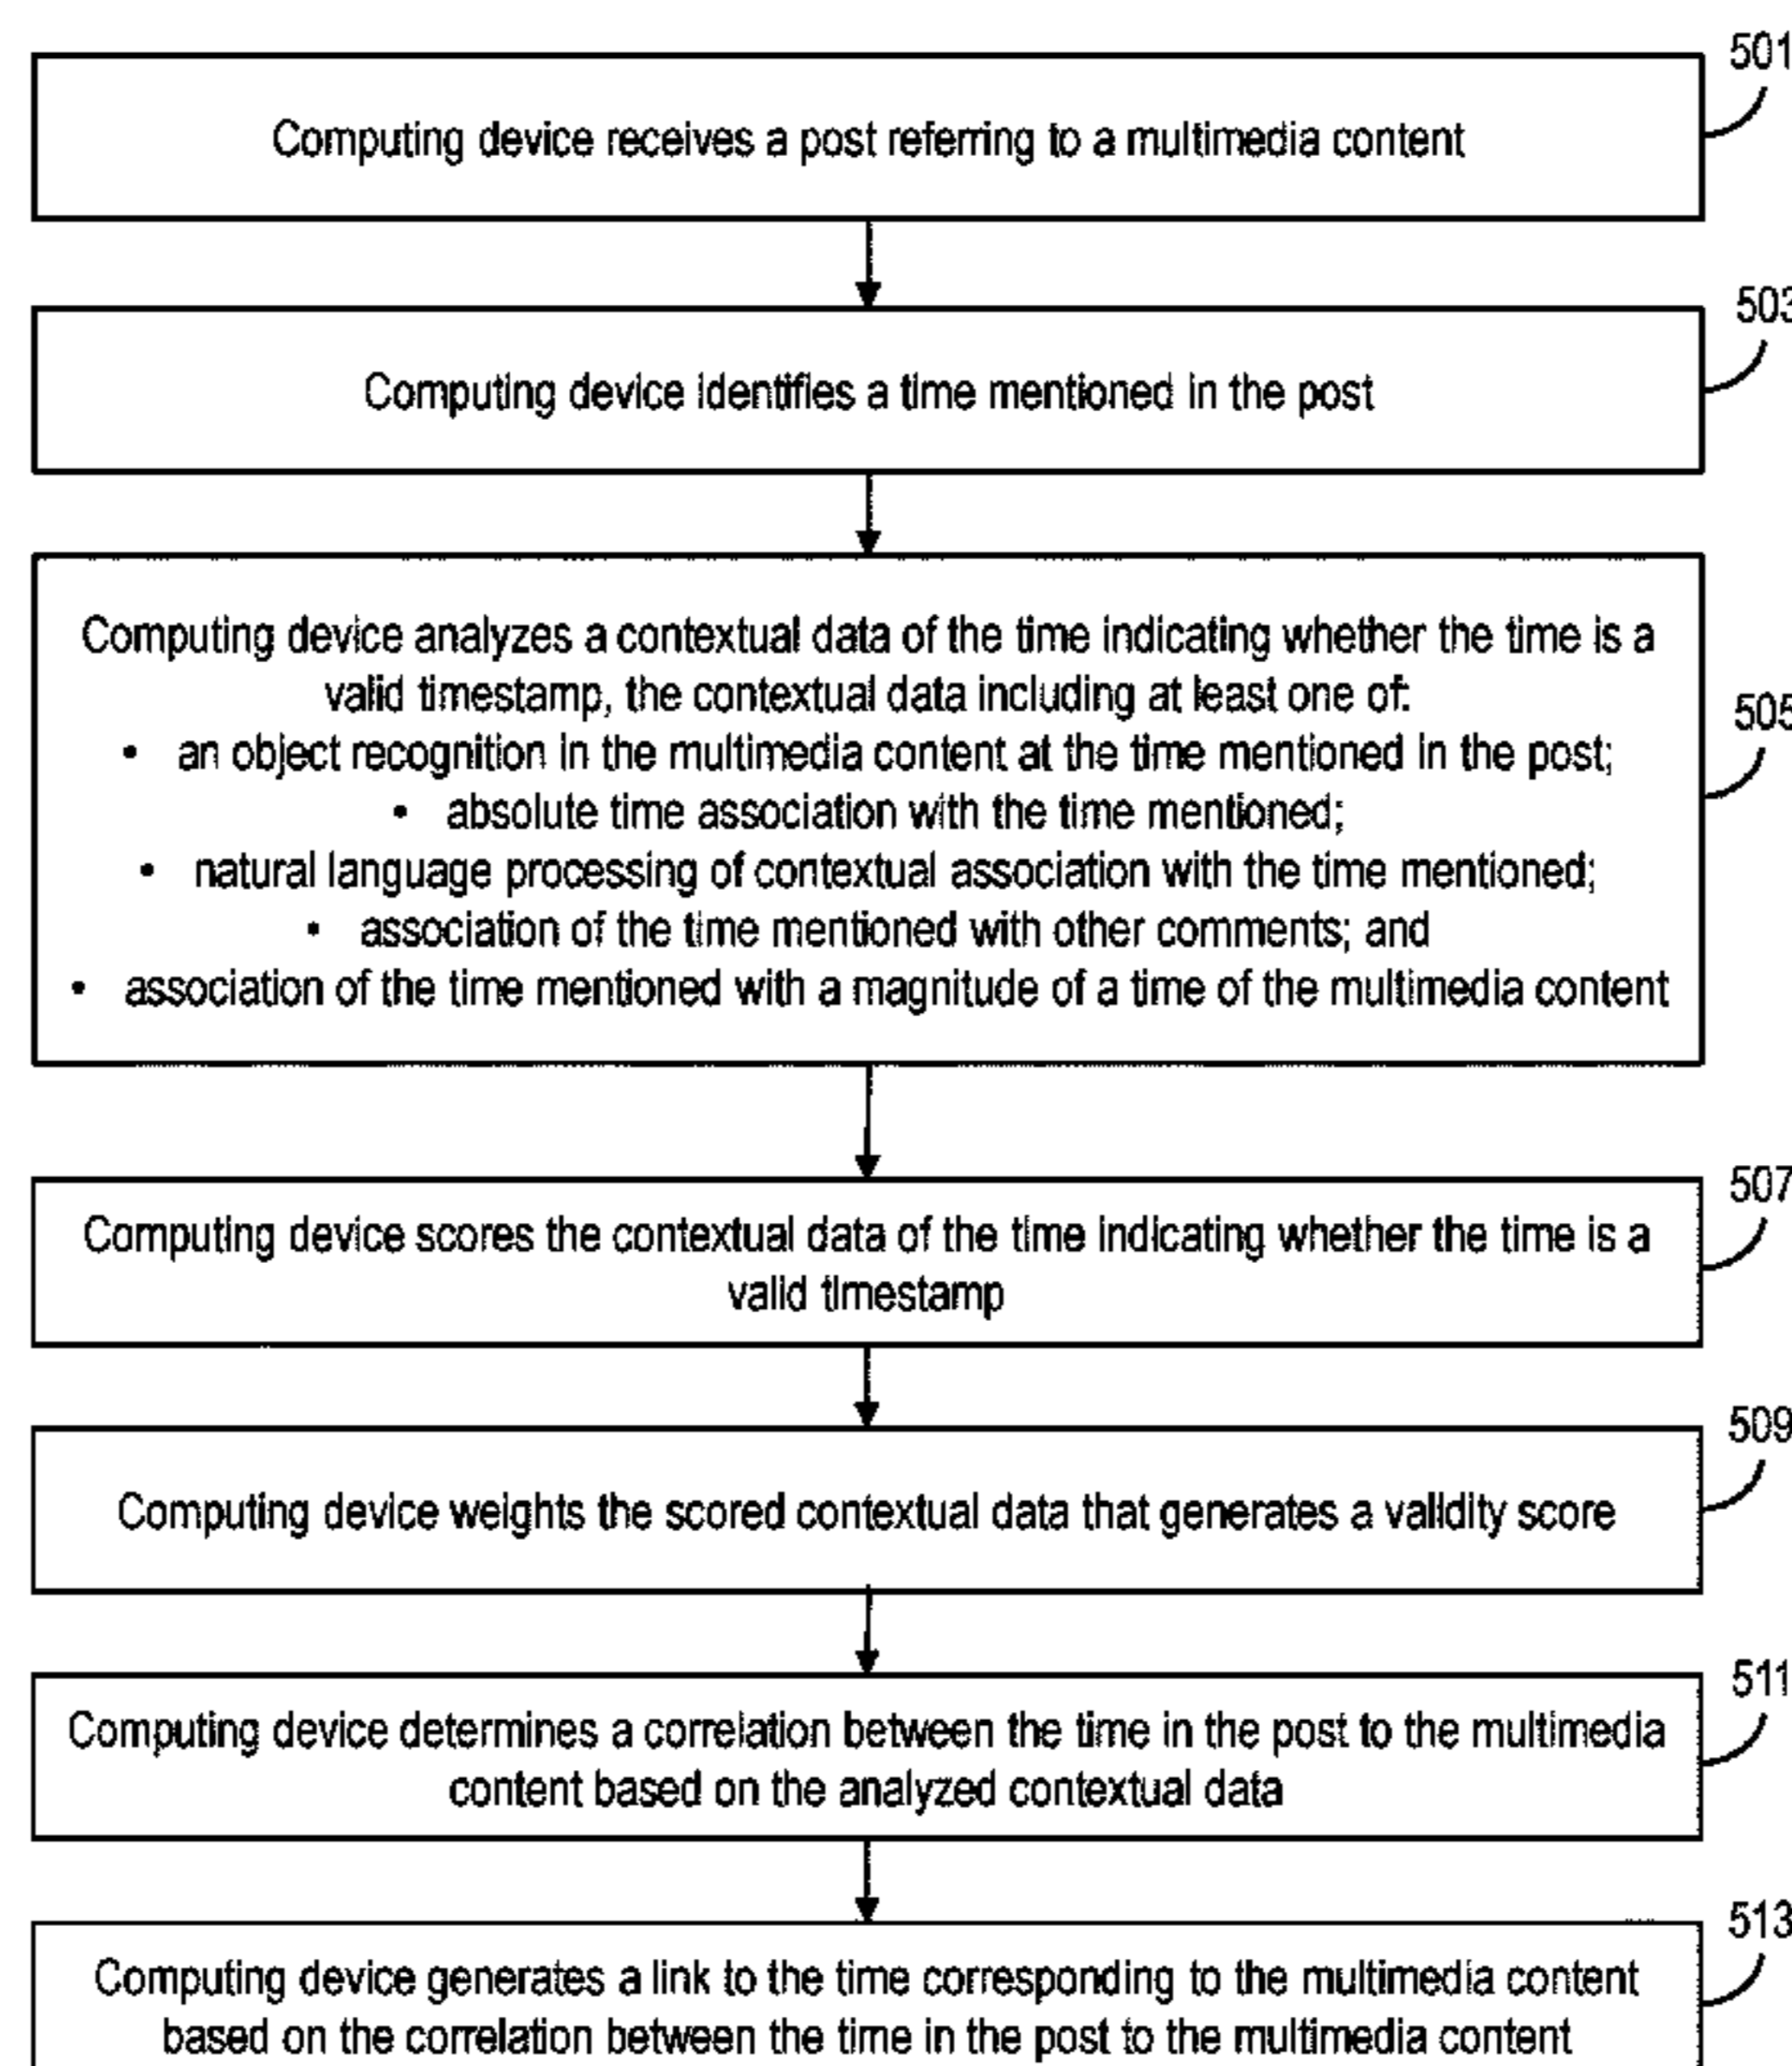 501
Computing device receives a post referring to a multimedia content
503
Computing device identifies a time mentioned in the post
Computing device analyzes a contextual data of the time indicating whether the time is a
valid timestamp, the contextual data including at least one of:
505
• an object recognition in the multimedia content at the time mentioned in the post;
• absolute time association with the time mentioned;
• natural language processing of contextual association with the time mentioned;
• association of the time mentioned with other comments; and
• association of the time mentioned with a magnitude of a time of the multimedia content
507
Computing device scores the contextual data of the time indicating whether the time is a
valid timestamp
509
Computing device weights the scored contextual data that generates a validity score
511
Computing device determines a correlation between the time in the post to the multimedia
content based on the analyzed contextual data
513
Computing device generates a link to the time corresponding to the multimedia content
based on the correlation between the time in the post to the multimedia content